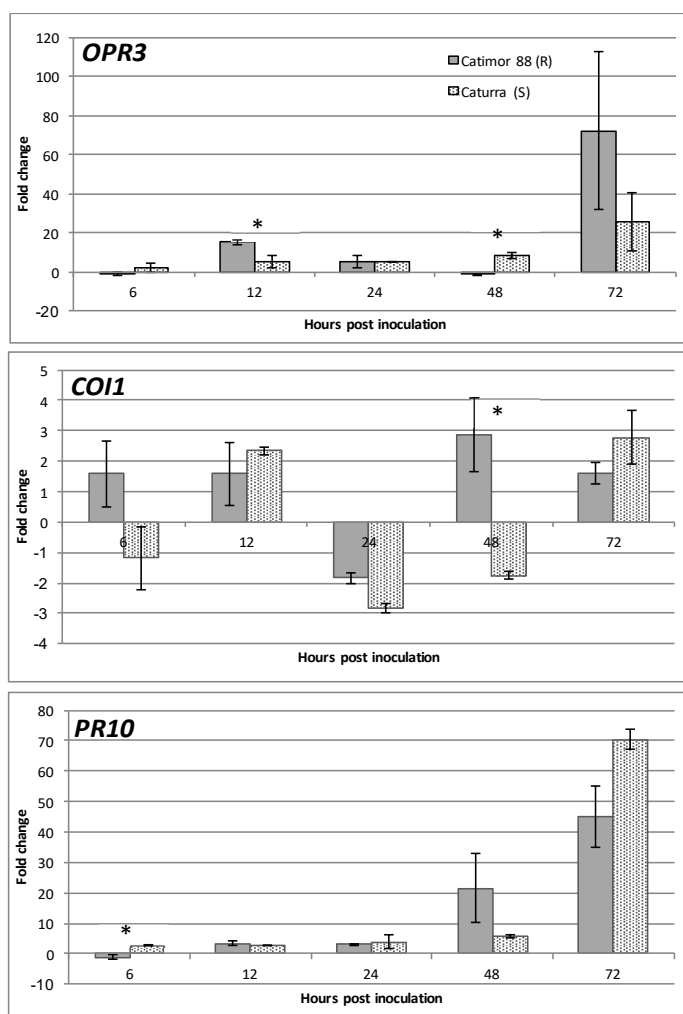 OPR3
120
100
80
60
40
20
0
-20
Fold change
Catimor 88 (R)
Caturra (S)
*
*
6 12 24 48 72
Hours post inoculation
COI1
5
4
3
2
1
0
-1
-2
-3
-4
Fold change
*
6 12 24 48 72
Hours post inoculation
PR10
80
70
60
50
40
30
20
10
0
-10
Fold change
*
6 12 24 48 72
Hours post inoculation